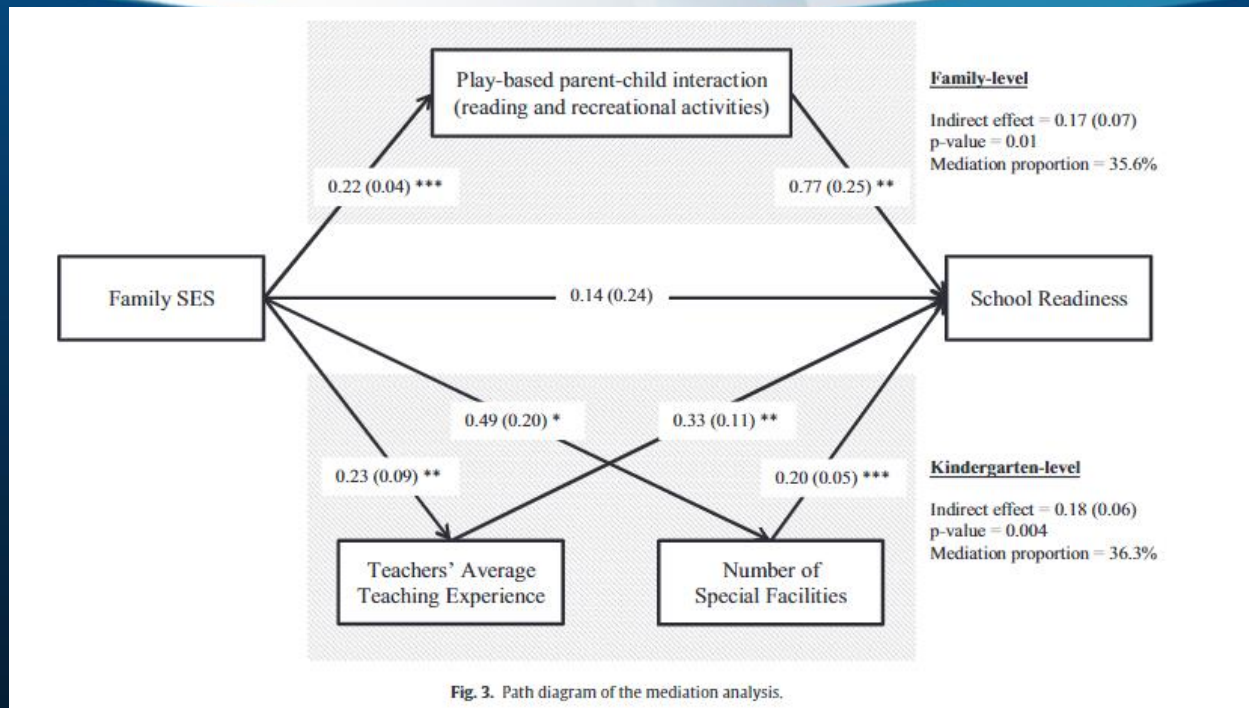 Play-based parent-child interaction
(reading and recreational activities)
Family-level
Indirect effect = 0.17 (0.07)
p-value = 0.01
Mediation proportion = 35.6%
0.22 (0.04) ***
0.77 (0.25) **
Family SES
0.14 (0.24)
School Readiness
0.49 (0.20) *
0.33 (0.11) **
0.23 (0.09) **
0.20 (0.05) ***
Kindergarten-level
Indirect effect = 0.18 (0.06)
p-value = 0.004
Mediation proportion = 36.3%
Teachers' Average
Teaching Experience
Number of
Special Facilities
Fig. 3. Path diagram of the mediation analysis.